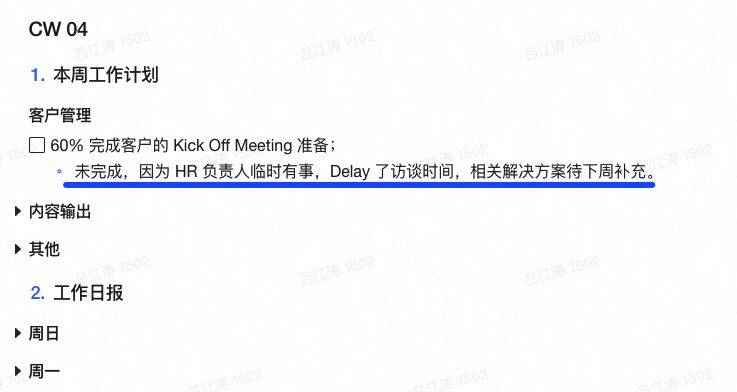 CW 04
1. 本周工作计划
客户管理
60% 完成客户的 Kick Off Meeting 准备；
未完成，因为 HR 负责人临时有事，Delay 了访谈时间，相关解决方案待下周补充。
内容输出
其他
2. 工作日报
周日
周一